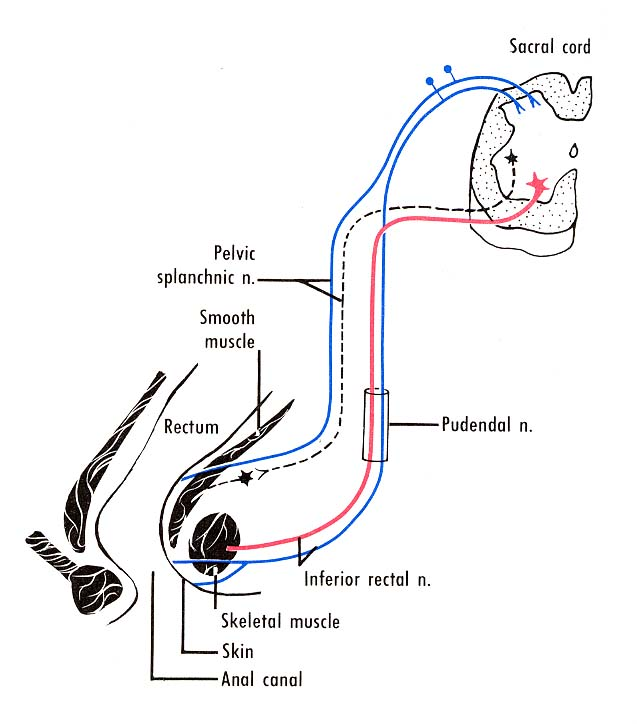 Sacral cord
Pelvic
splanchnic n.
Smooth
muscle
Rectum
Pudendal n.
Inferior rectal n.
Skeletal muscle
Skin
Anal canal